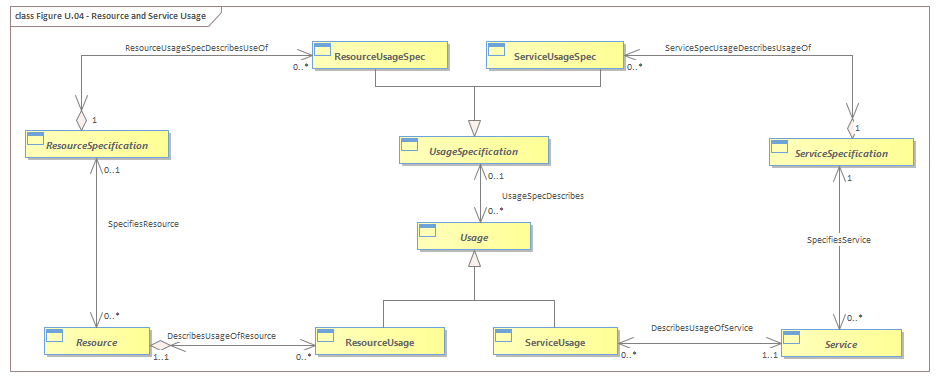 class Figure U.04 - Resource and Service Usage
ResourceUsageSpecDescribesUseOf
ServiceSpecUsageDescribesUsageOf
ResourceUsageSpec
ServiceUsageSpec
0..*
0..*
1
1
ResourceSpecification
UsageSpecification
ServiceSpecification
0..1
0..1
1
UsageSpecDescribes
0..*
SpecifiesResource
Usage
SpecifiesService
0..*
0..*
DescribesUsageOfResource
DescribesUsageOfService
Resource
ResourceUsage
ServiceUsage
Service
1..1
0..*
0..*
1..1